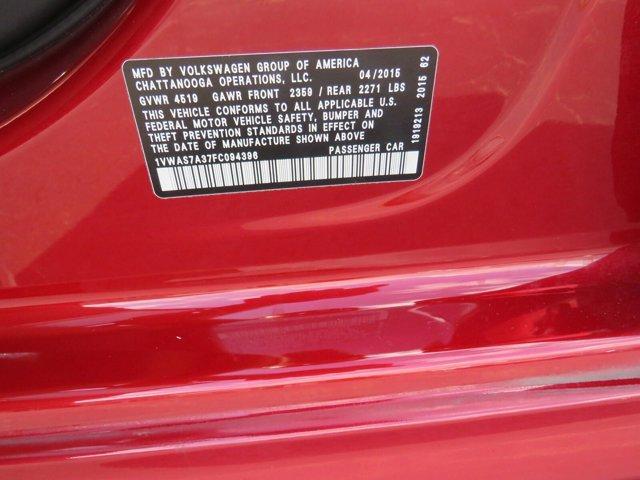 MFD BY VOLKSWAGEN GROUP OF AMERICA
CHATTANOOGA OPERATIONS, LLC. 04/2015
GVWR 4519 GAWR FRONT 2359 / REAR 2271 LBS
THIS VEHICLE CONFORMS TO ALL APPLICABLE U.S.
FEDERAL MOTOR VEHICLE SAFETY, BUMPER AND
THEFT PREVENTION STANDARDS IN EFFECT ON
THE DATE OF MANUFACTURE SHOWN ABOVE
1VWAS7A37FC094396 PASSENGER CAR
1919213 2015 62